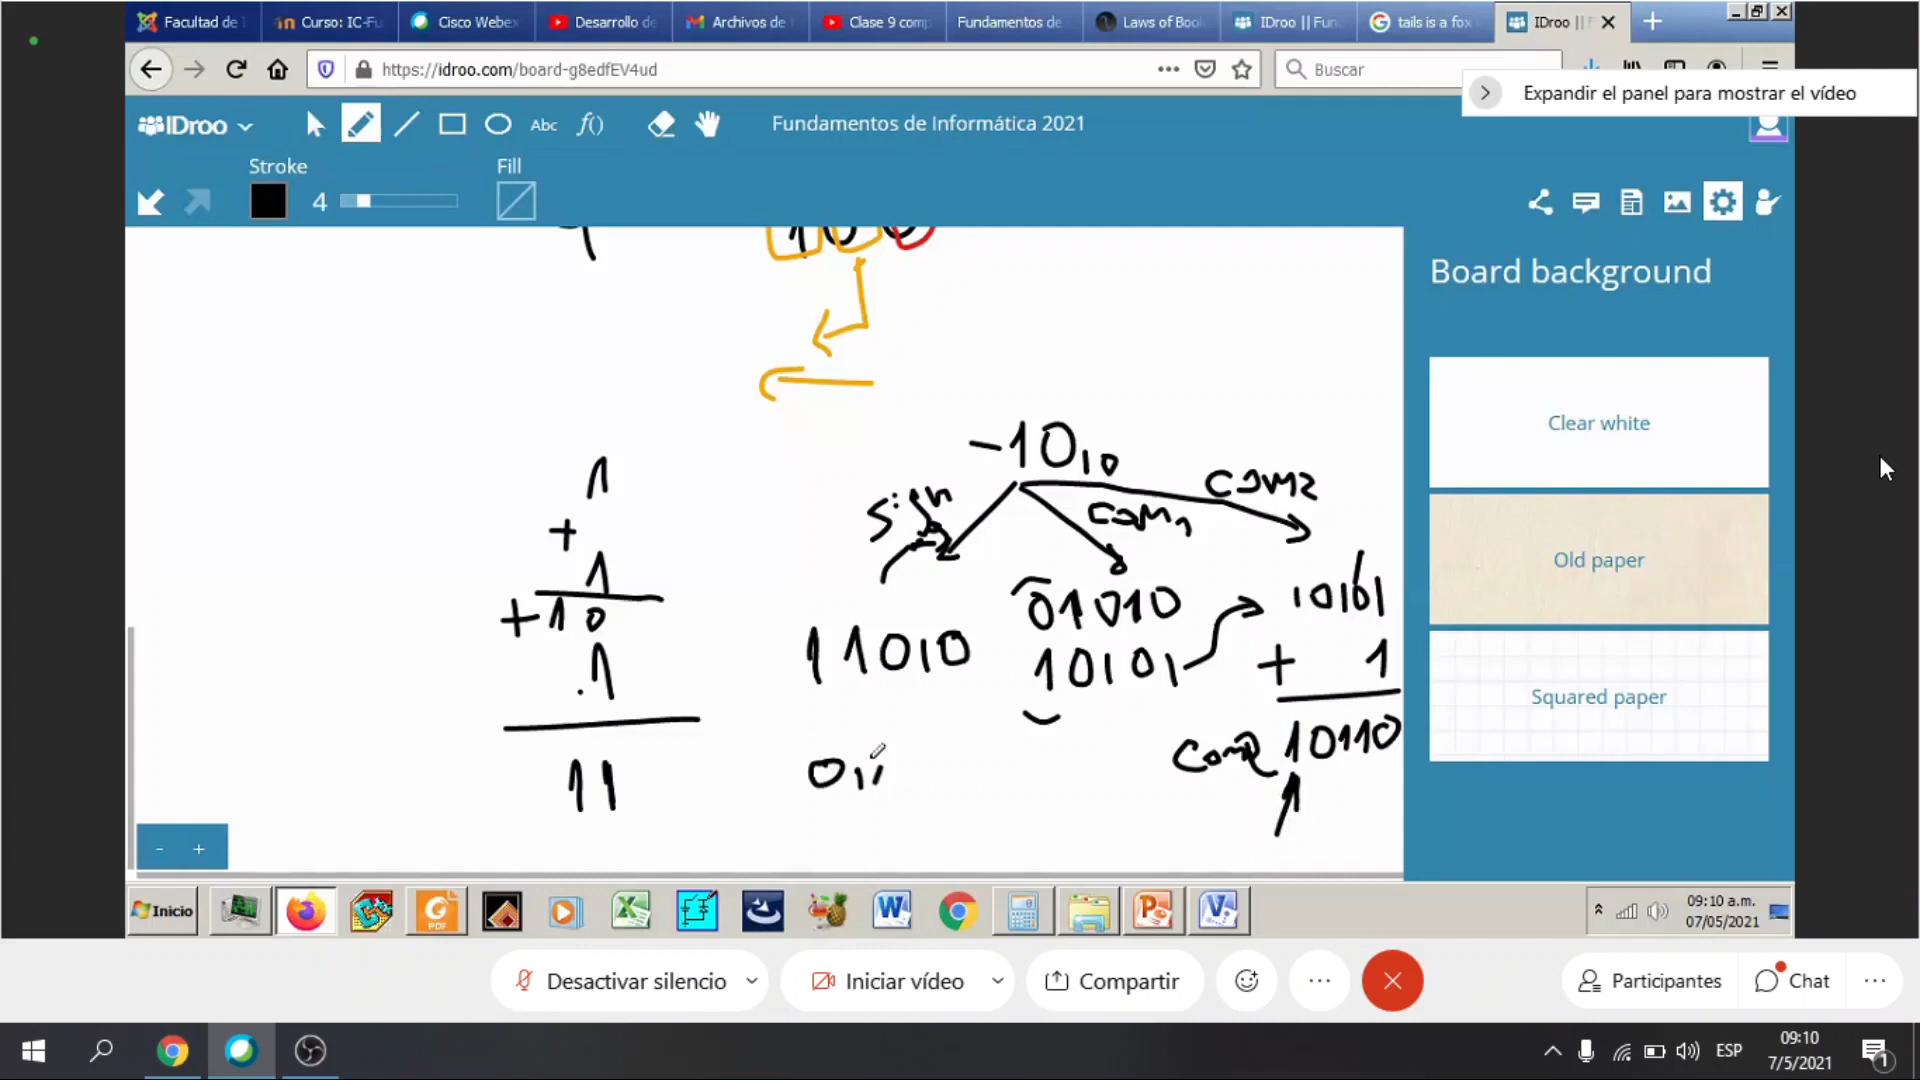 Facultad de
Curso: IC-Fu
Cisco Webex
Desarrollo de
Archivos de
Clase 9 comp
Fundamentos de
Laws of Bool
IDroo || Fun
tails is a fox
IDroo || F
https://idroo.com/board-g8edfEV4ud
Buscar
Expandir el panel para mostrar el vídeo
IDroo
Abc
f()
Fundamentos de Informática 2021
Stroke
4
Fill
Board background
Clear white
Old paper
Squared paper
100
-10₁₀
sign
com1
com2
1
+
1
+10
1
11
11010
01010
10101
10101
+ 1
com2 10110
- +
Inicio
09:10 a.m.
07/05/2021
Desactivar silencio
Iniciar vídeo
Compartir
Participantes
Chat
ESP
09:10
7/5/2021
1